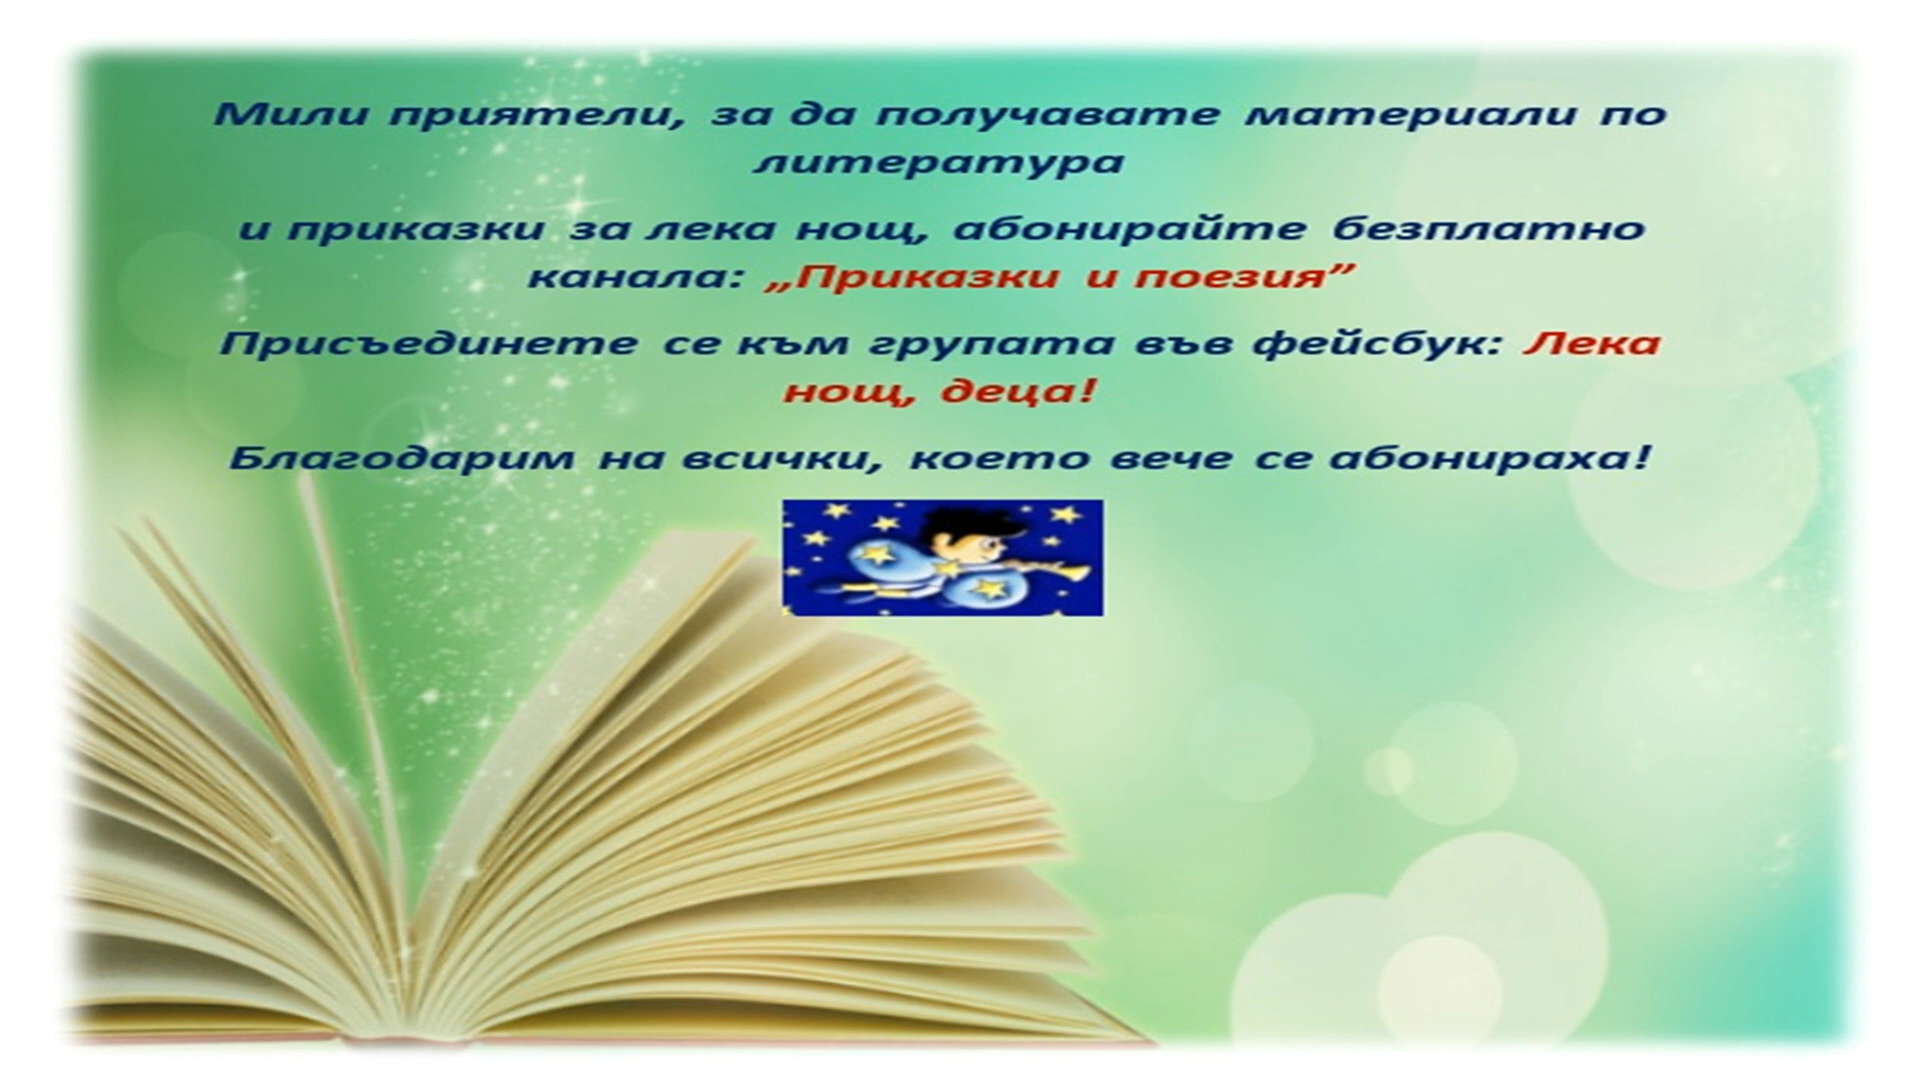 Мили приятели, за да получавате материали по
литература
и приказки за лека нощ, абонирайте безплатно
канала: „Приказки и поезия”
Присъединете се към групата във фейсбук: Лека
нощ, деца!
Благодарим на всички, което вече се абонираха!